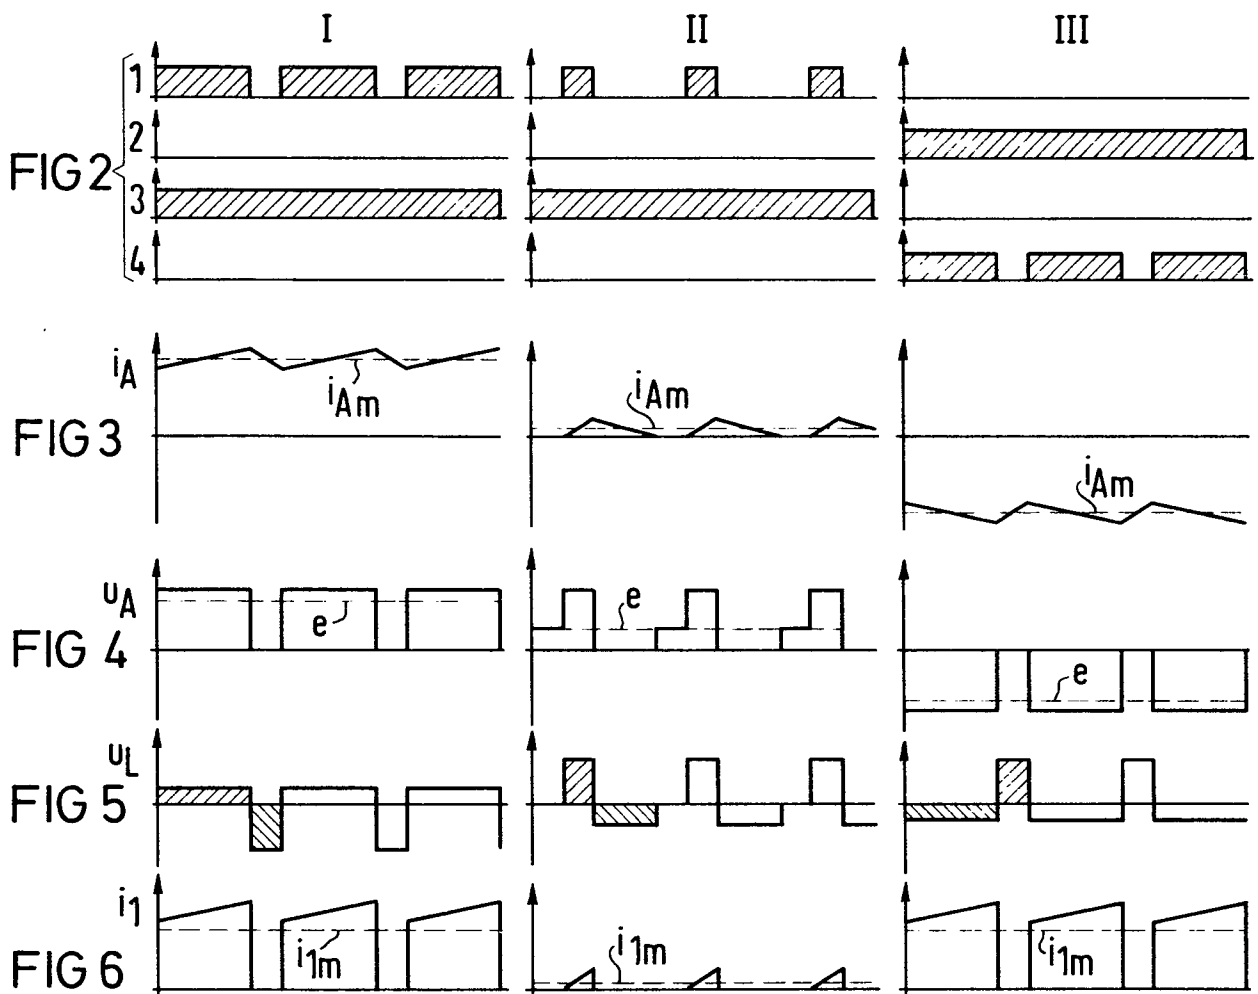 I II III
FIG 2
1
2
3
4
FIG 3
iA
iAm iAm iAm
FIG 4
uA
e e e
FIG 5
uL
FIG 6
i1
i1m i1m i1m